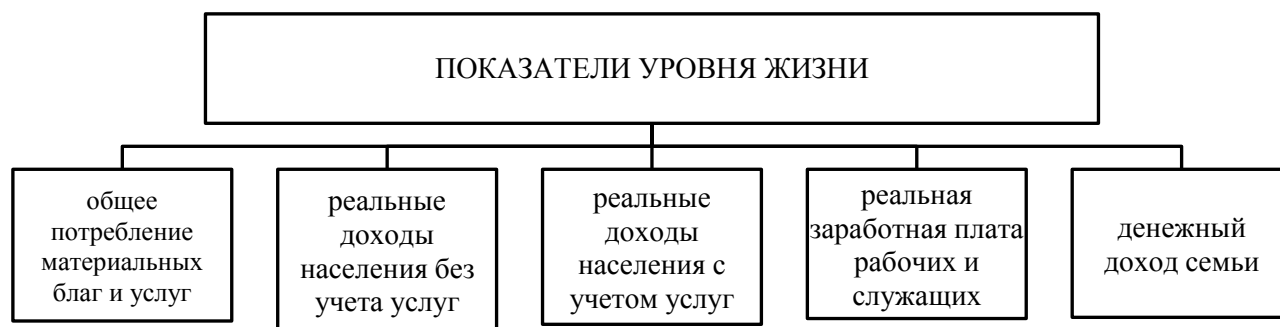 ПОКАЗАТЕЛИ УРОВНЯ ЖИЗНИ
общее
потребление
материальных
благ и услуг
реальные
доходы
населения без
учета услуг
реальные
доходы
населения с
учетом услуг
реальная
заработная плата
рабочих и
служащих
денежный
доход семьи